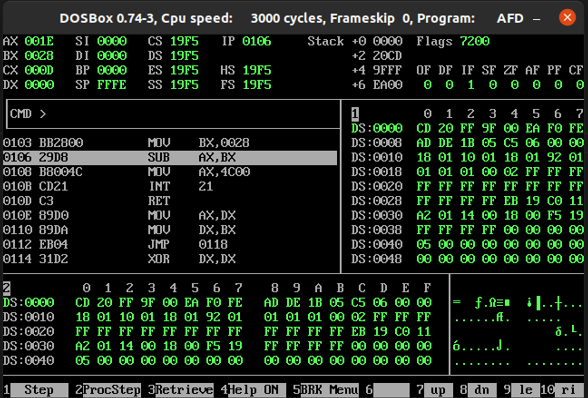 DOSBox 0.74-3, Cpu speed: 3000 cycles, Frameskip 0, Program: AFD
AX 001E SI 0000 CS 19F5 IP 0106 Stack +0 0000 Flags 7200
BX 0028 DI 0000 DS 19F5 +2 20CD
CX 000D BP 0000 ES 19F5 HS 19F5 +4 9FFF OF DF IF SF ZF AF PF CF
DX 0000 SP FFFE SS 19F5 FS 19F5 +6 EA00 0 0 1 0 0 0 0 0
CMD >
0103 BB2800 MOV BX,0028
0106 29D8 SUB AX,BX
0108 B8004C MOV AX,4C00
010B CD21 INT 21
010D C3 RET
010E 89D0 MOV AX,DX
0110 89DA MOV DX,BX
0112 EB04 JMP 0118
0114 31D2 XOR DX,DX
1 0 1 2 3 4 5 6 7
DS:0000 CD 20 FF 9F 00 EA F0 FE
DS:0008 AD DE 1B 05 C5 06 00 00
DS:0010 18 01 10 01 18 01 92 01
DS:0018 01 01 01 00 02 FF FF FF
DS:0020 FF FF FF FF FF FF FF FF
DS:0028 FF FF FF FF EB 19 C0 11
DS:0030 A2 01 14 00 18 00 F5 19
DS:0038 FF FF FF FF 00 00 00 00
DS:0040 05 00 00 00 00 00 00 00
DS:0048 00 00 00 00 00 00 00 00
2 0 1 2 3 4 5 6 7 8 9 A B C D E F
DS:0000 CD 20 FF 9F 00 EA F0 FE AD DE 1B 05 C5 06 00 00
DS:0010 18 01 10 01 18 01 92 01 01 01 01 00 02 FF FF FF
DS:0020 FF FF FF FF FF FF FF FF FF FF FF FF EB 19 C0 11
DS:0030 A2 01 14 00 18 00 F5 19 FF FF FF FF 00 00 00 00
DS:0040 05 00 00 00 00 00 00 00 00 00 00 00 00 00 00 00
1 Step 2ProcStep 3Retrieve 4Help ON 5BRK Menu 6 7 up 8 dn 9 le 10 ri